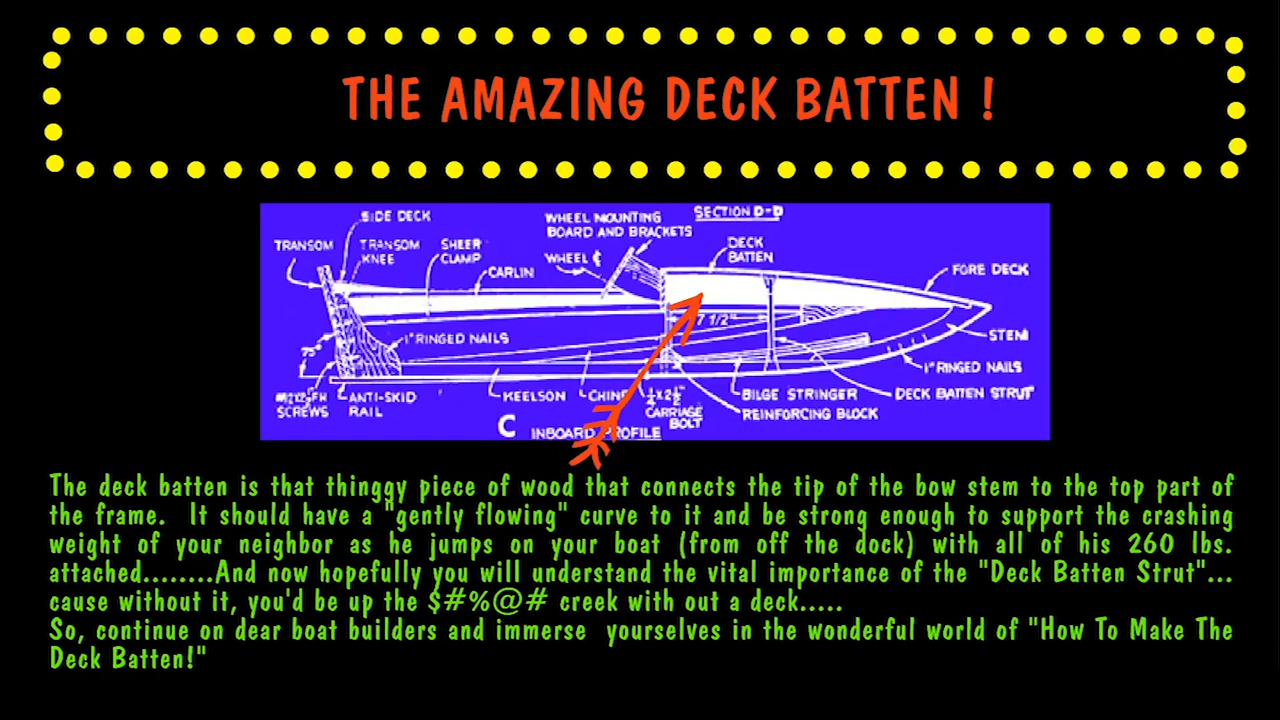 THE AMAZING DECK BATTEN !
SIDE DECK
WHEEL MOUNTING
BOARD AND BRACKETS
SECTION D-D
TRANSOM
TRANSOM
KNEE
SHEER
CLAMP
CARLIN
WHEEL ℄
DECK
BATTEN
FORE DECK
7 1/2"
1" RINGED NAILS
STEM
75°
1" RINGED NAILS
SCREWS
ANTI-SKID
RAIL
KEELSON
CHINE
1/4 X 2 1/2"
CARRIAGE
BOLT
BILGE STRINGER
REINFORCING BLOCK
DECK BATTEN STRUT
C INBOARD PROFILE
The deck batten is that thinggy piece of wood that connects the tip of the bow stem to the top part of
the frame. It should have a "gently flowing" curve to it and be strong enough to support the crashing
weight of your neighbor as he jumps on your boat (from off the dock) with all of his 260 lbs.
attached........And now hopefully you will understand the vital importance of the "Deck Batten Strut"...
cause without it, you'd be up the $#%@# creek with out a deck.....
So, continue on dear boat builders and immerse yourselves in the wonderful world of "How To Make The
Deck Batten!"